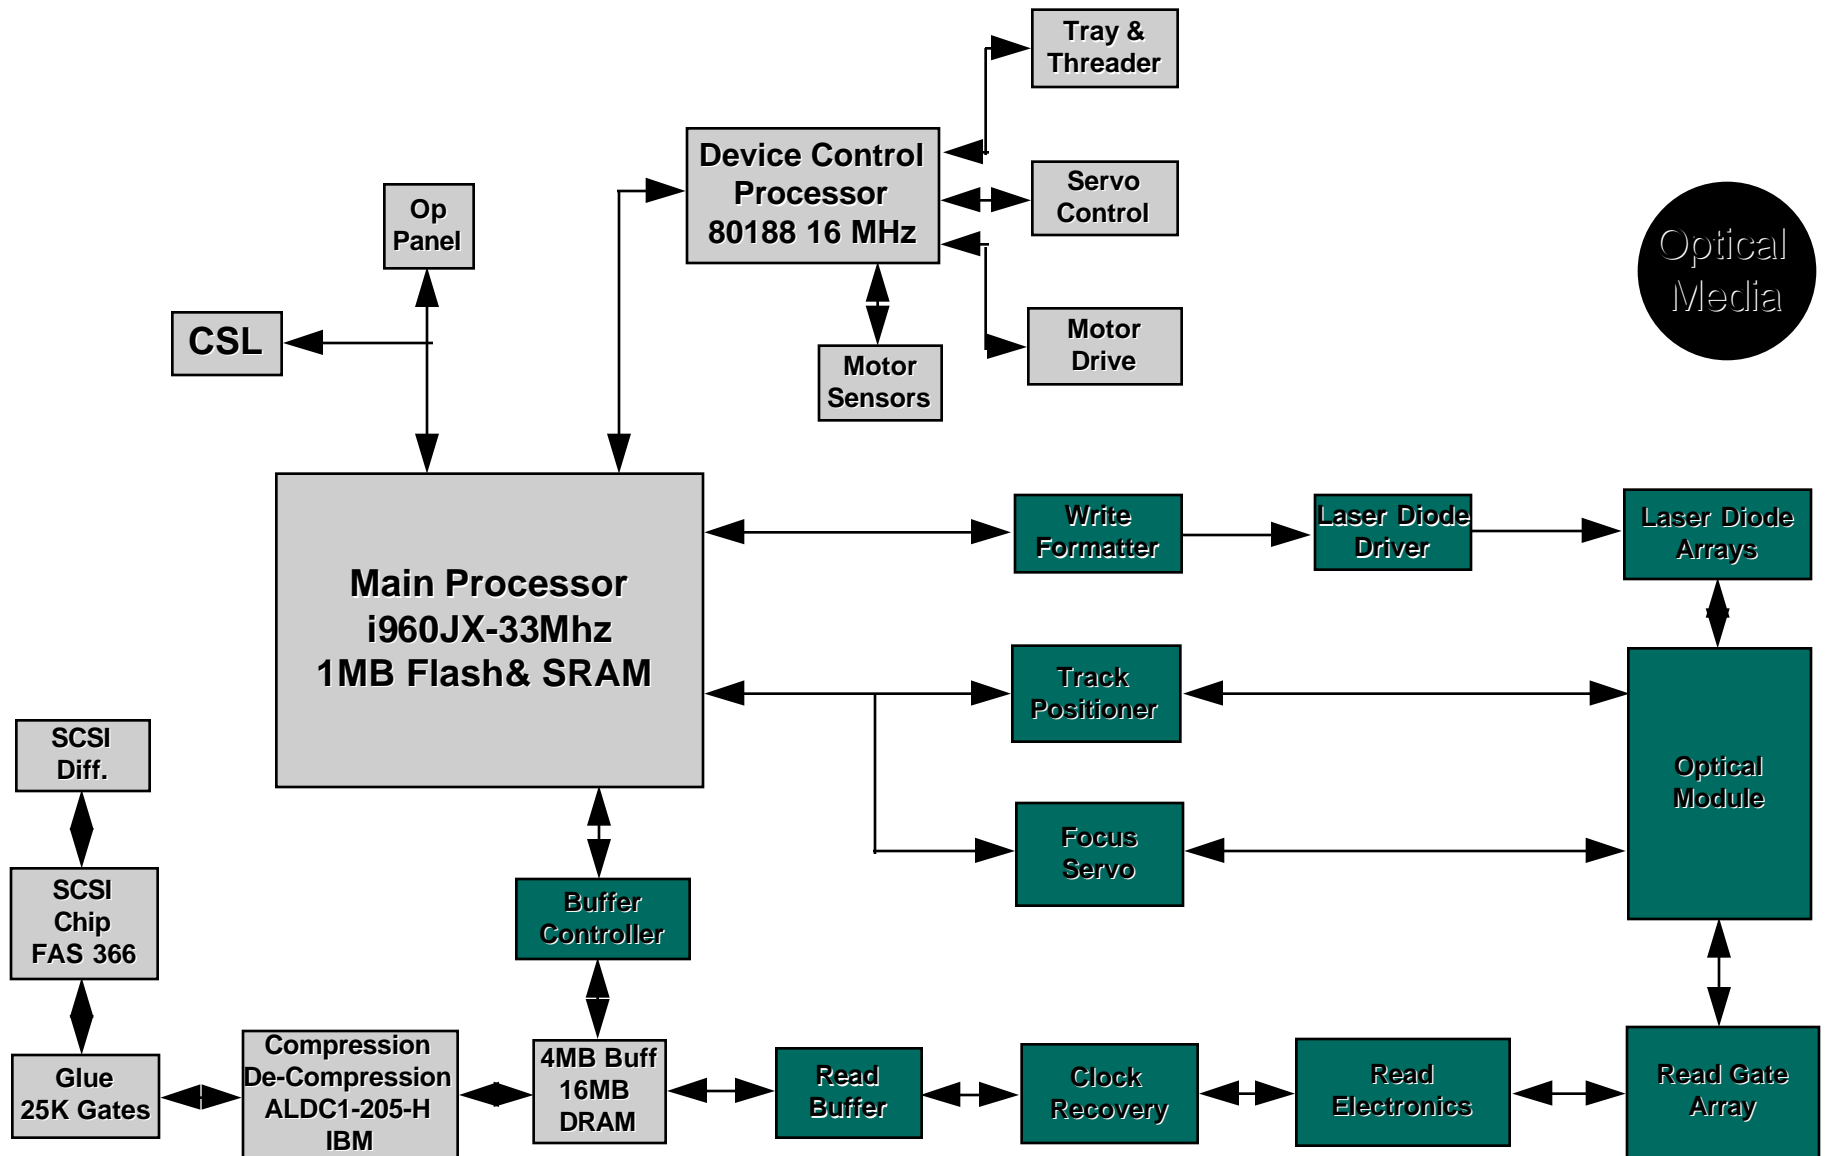 Tray &
Threader
Device Control
Processor
80188 16 MHz
Servo
Control
Op
Panel
Optical
Media
CSL
Motor
Drive
Motor
Sensors
Write
Formatter
Laser Diode
Driver
Laser Diode
Arrays
Main Processor
i960JX-33Mhz
1MB Flash& SRAM
Track
Positioner
SCSI
Diff.
Optical
Module
Focus
Servo
SCSI
Chip
FAS 366
Buffer
Controller
Glue
25K Gates
Compression
De-Compression
ALDC1-205-H
IBM
4MB Buff
16MB
DRAM
Read
Buffer
Clock
Recovery
Read
Electronics
Read Gate
Array